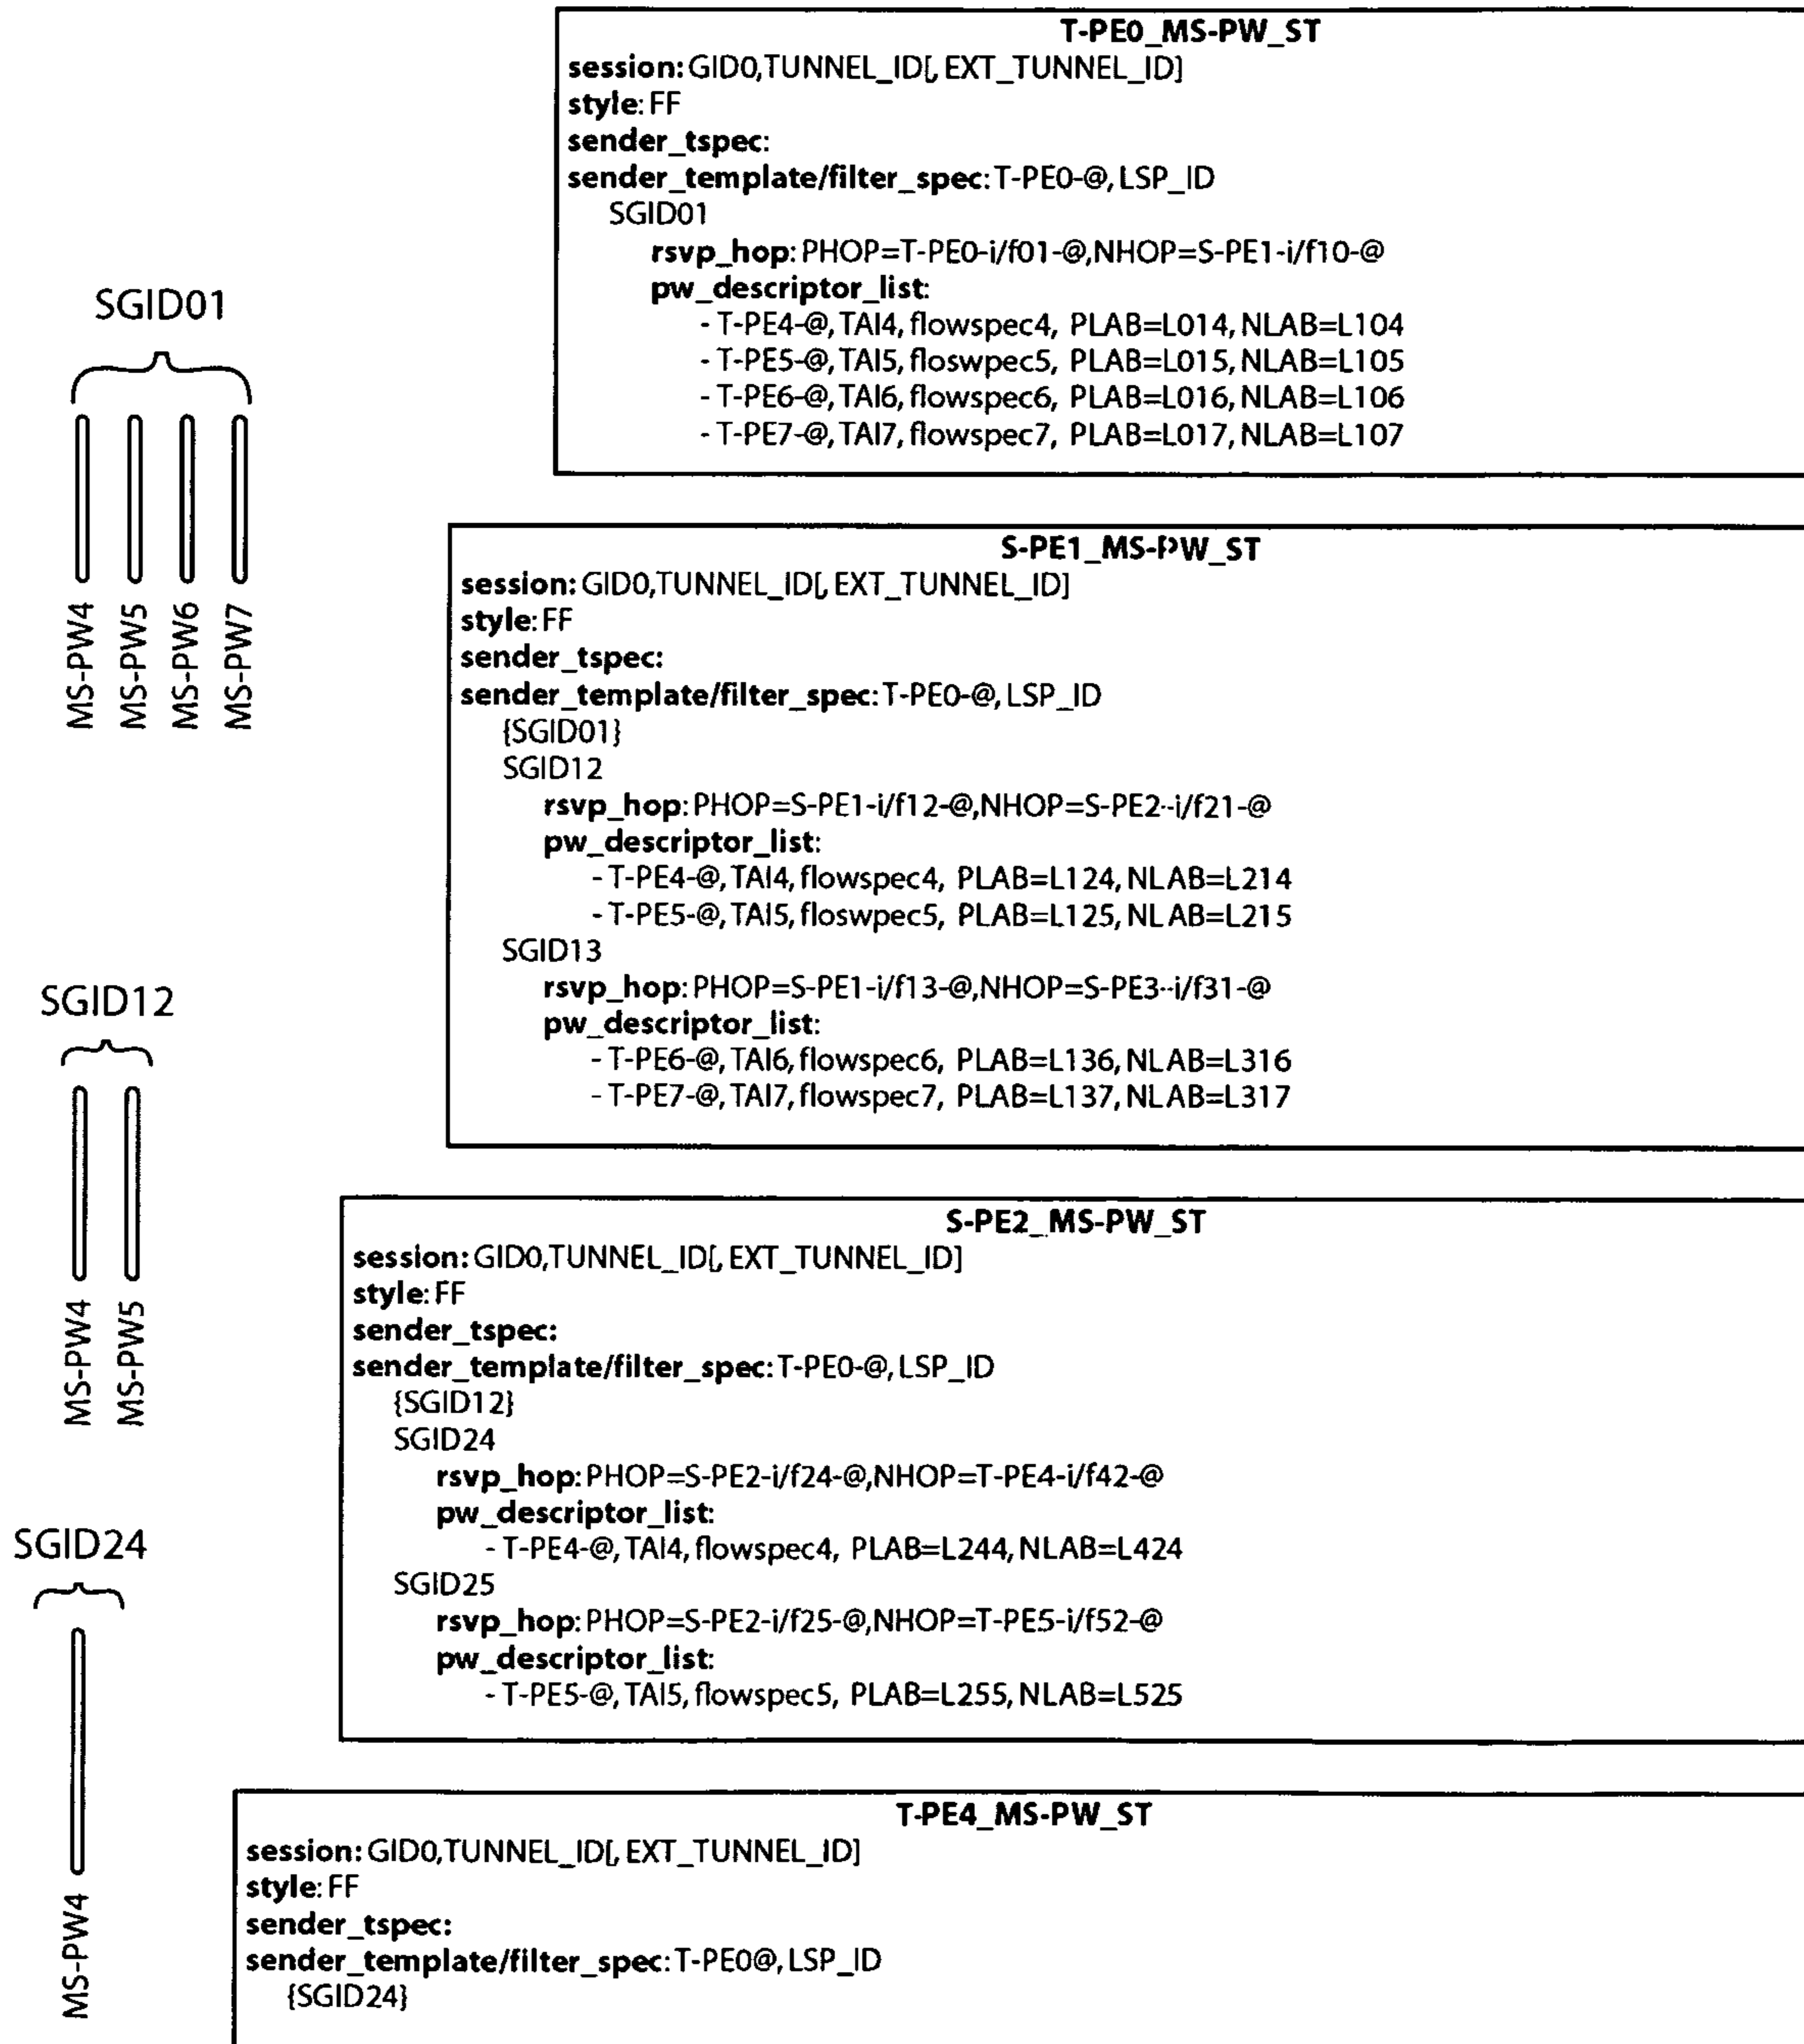 T-PE0_MS-PW_ST
session: GID0,TUNNEL_ID[, EXT_TUNNEL_ID]
style: FF
sender_tspec:
sender_template/filter_spec: T-PE0-@, LSP_ID
SGID01
rsvp_hop: PHOP=T-PE0-i/f01-@,NHOP=S-PE1-i/f10-@
pw_descriptor_list:
- T-PE4-@, TAI4, flowspec4, PLAB=L014, NLAB=L104
- T-PE5-@, TAI5, floswpec5, PLAB=L015, NLAB=L105
- T-PE6-@, TAI6, flowspec6, PLAB=L016, NLAB=L106
- T-PE7-@, TAI7, flowspec7, PLAB=L017, NLAB=L107
SGID01
MS-PW4
MS-PW5
MS-PW6
MS-PW7
S-PE1_MS-PW_ST
session: GID0,TUNNEL_ID[, EXT_TUNNEL_ID]
style: FF
sender_tspec:
sender_template/filter_spec: T-PE0-@, LSP_ID
{SGID01}
SGID12
rsvp_hop: PHOP=S-PE1-i/f12-@,NHOP=S-PE2-i/f21-@
pw_descriptor_list:
- T-PE4-@, TAI4, flowspec4, PLAB=L124, NLAB=L214
- T-PE5-@, TAI5, floswpec5, PLAB=L125, NLAB=L215
SGID13
rsvp_hop: PHOP=S-PE1-i/f13-@,NHOP=S-PE3-i/f31-@
pw_descriptor_list:
- T-PE6-@, TAI6, flowspec6, PLAB=L136, NLAB=L316
- T-PE7-@, TAI7, flowspec7, PLAB=L137, NLAB=L317
SGID12
MS-PW4
MS-PW5
S-PE2_MS-PW_ST
session: GID0,TUNNEL_ID[, EXT_TUNNEL_ID]
style: FF
sender_tspec:
sender_template/filter_spec: T-PE0-@, LSP_ID
{SGID12}
SGID24
rsvp_hop: PHOP=S-PE2-i/f24-@,NHOP=T-PE4-i/f42-@
pw_descriptor_list:
- T-PE4-@, TAI4, flowspec4, PLAB=L244, NLAB=L424
SGID25
rsvp_hop: PHOP=S-PE2-i/f25-@,NHOP=T-PE5-i/f52-@
pw_descriptor_list:
- T-PE5-@, TAI5, flowspec5, PLAB=L255, NLAB=L525
SGID24
MS-PW4
T-PE4_MS-PW_ST
session: GID0,TUNNEL_ID[, EXT_TUNNEL_ID]
style: FF
sender_tspec:
sender_template/filter_spec: T-PE0@, LSP_ID
{SGID24}